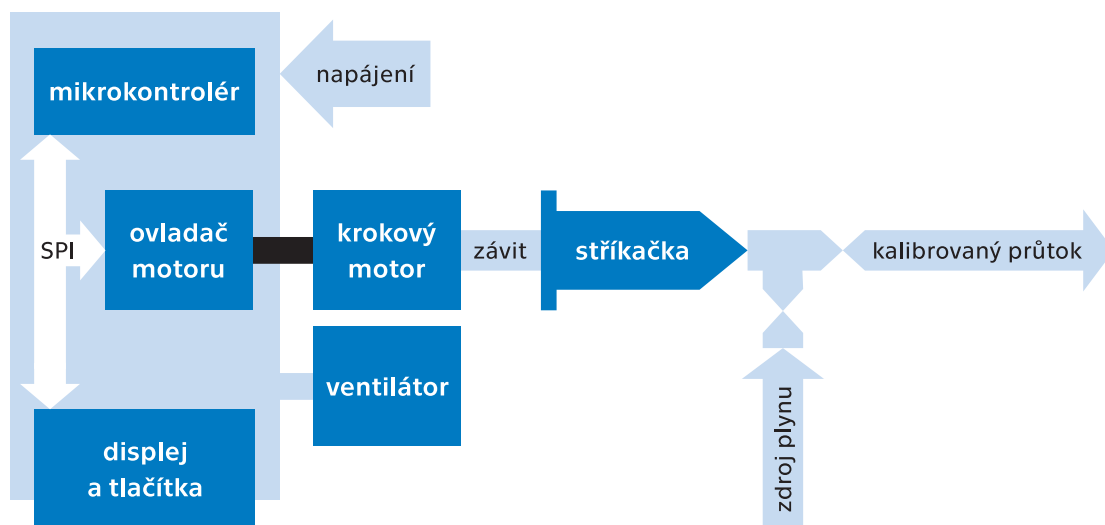 mikrokontrolér
napájení
SPI
ovladač
motoru
krokový
motor
závit
stříkačka
kalibrovaný průtok
ventilátor
displej
a tlačítka
zdroj plynu